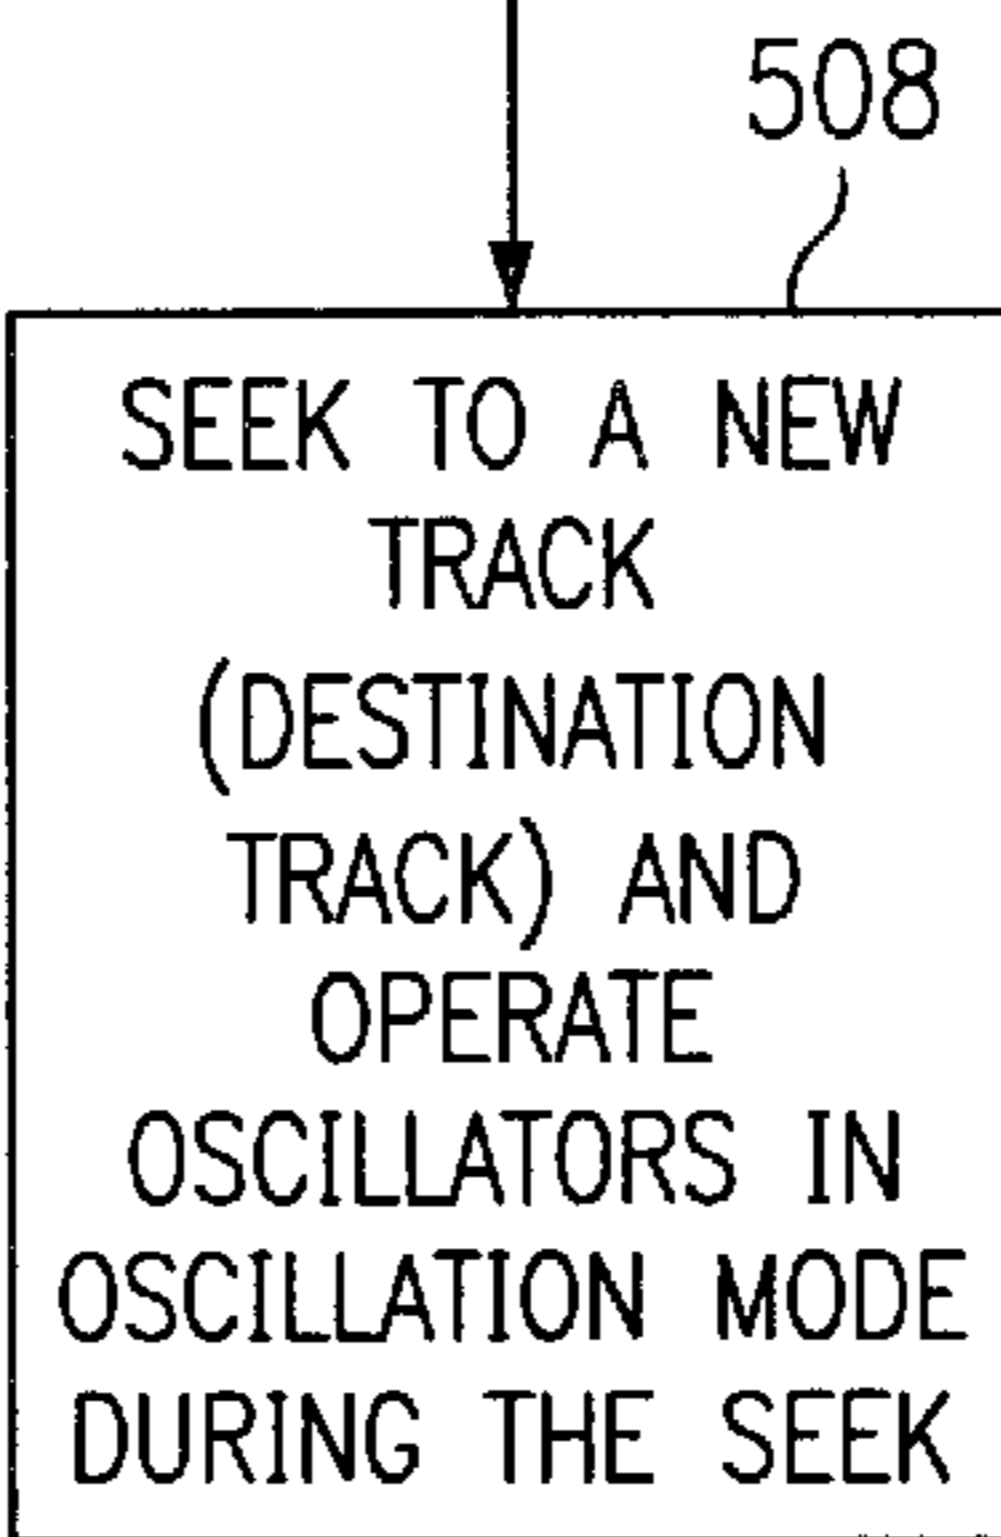 508
SEEK TO A NEW
TRACK
(DESTINATION
TRACK) AND
OPERATE
OSCILLATORS IN
OSCILLATION MODE
DURING THE SEEK